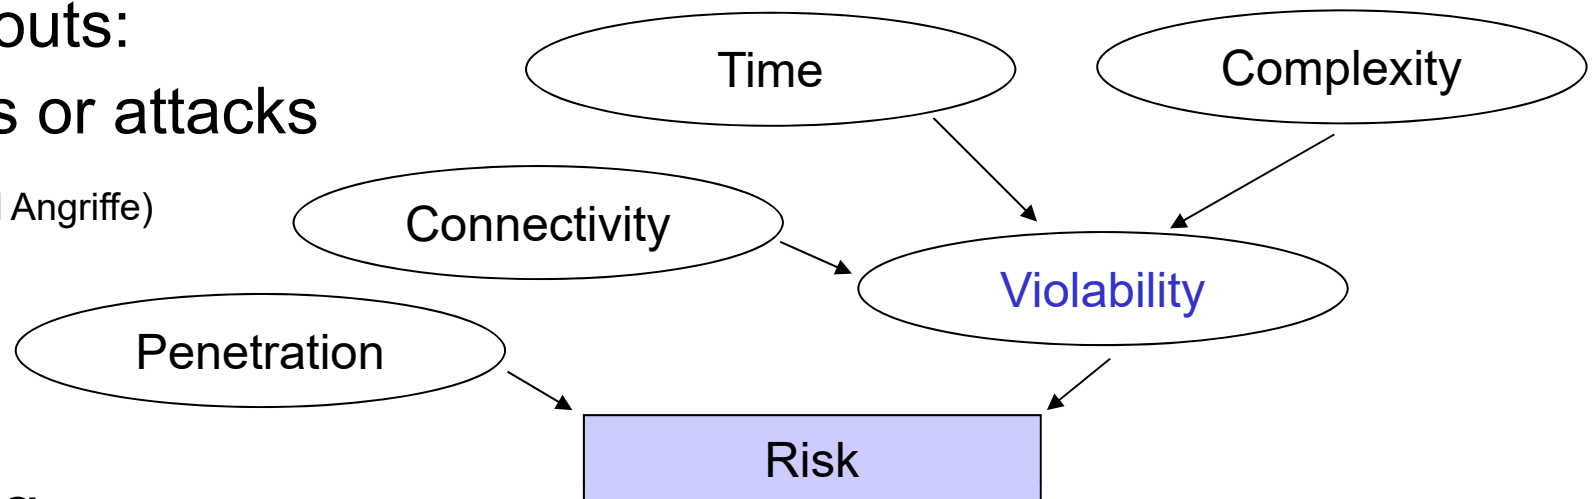 outs:
s or attacks
Angriffe)
Time
Complexity
Connectivity
Violability
Penetration
Risk